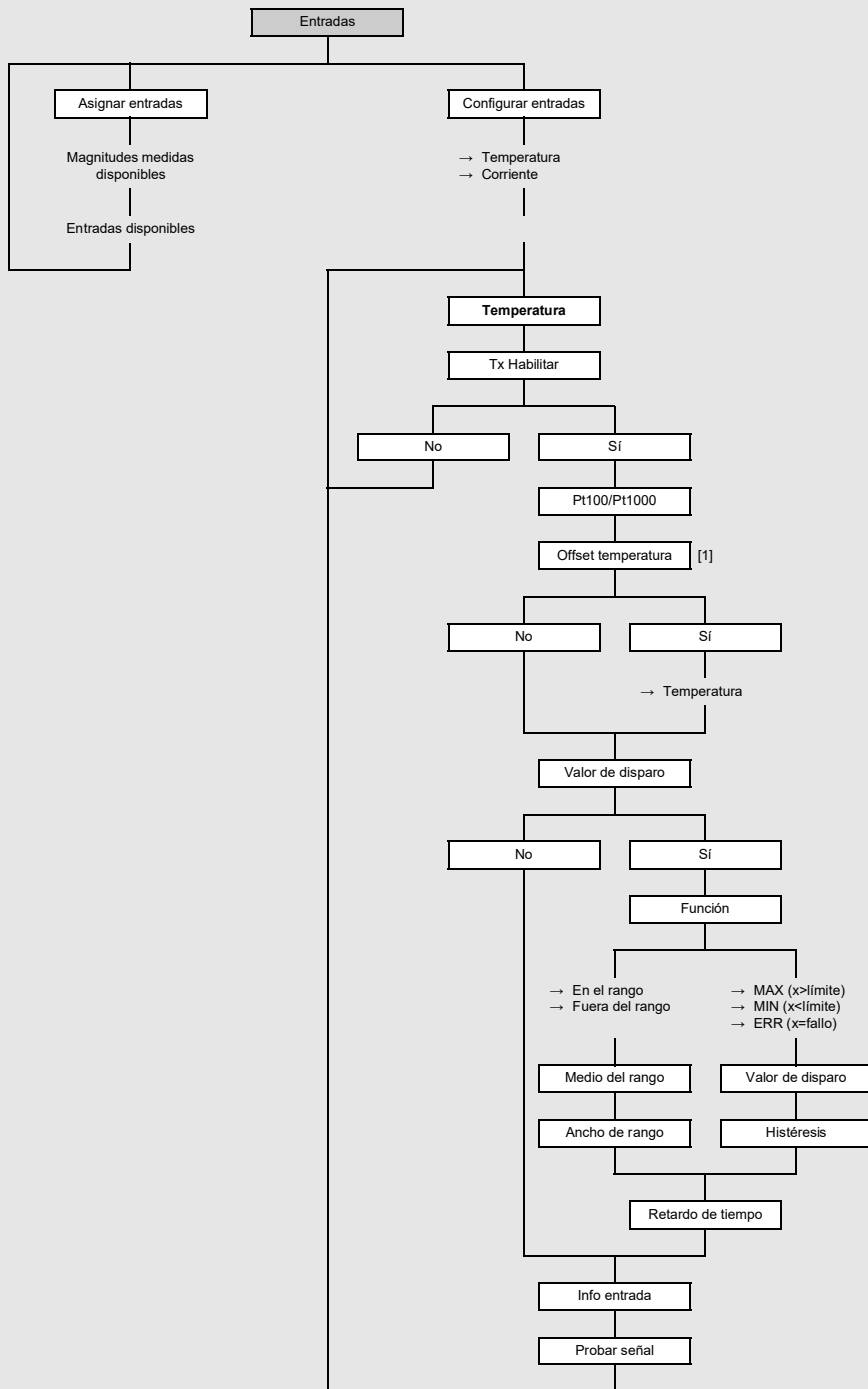 Entradas
Asignar entradas
Configurar entradas
Magnitudes medidas
disponibles
→ Temperatura
→ Corriente
Entradas disponibles
Temperatura
Tx Habilitar
No
Sí
Pt100/Pt1000
Offset temperatura [1]
No
Sí
→ Temperatura
Valor de disparo
No
Sí
Función
→ En el rango
→ Fuera del rango
→ MAX (x>límite)
→ MIN (x<límite)
→ ERR (x=fallo)
Medio del rango
Valor de disparo
Ancho de rango
Histéresis
Retardo de tiempo
Info entrada
Probar señal